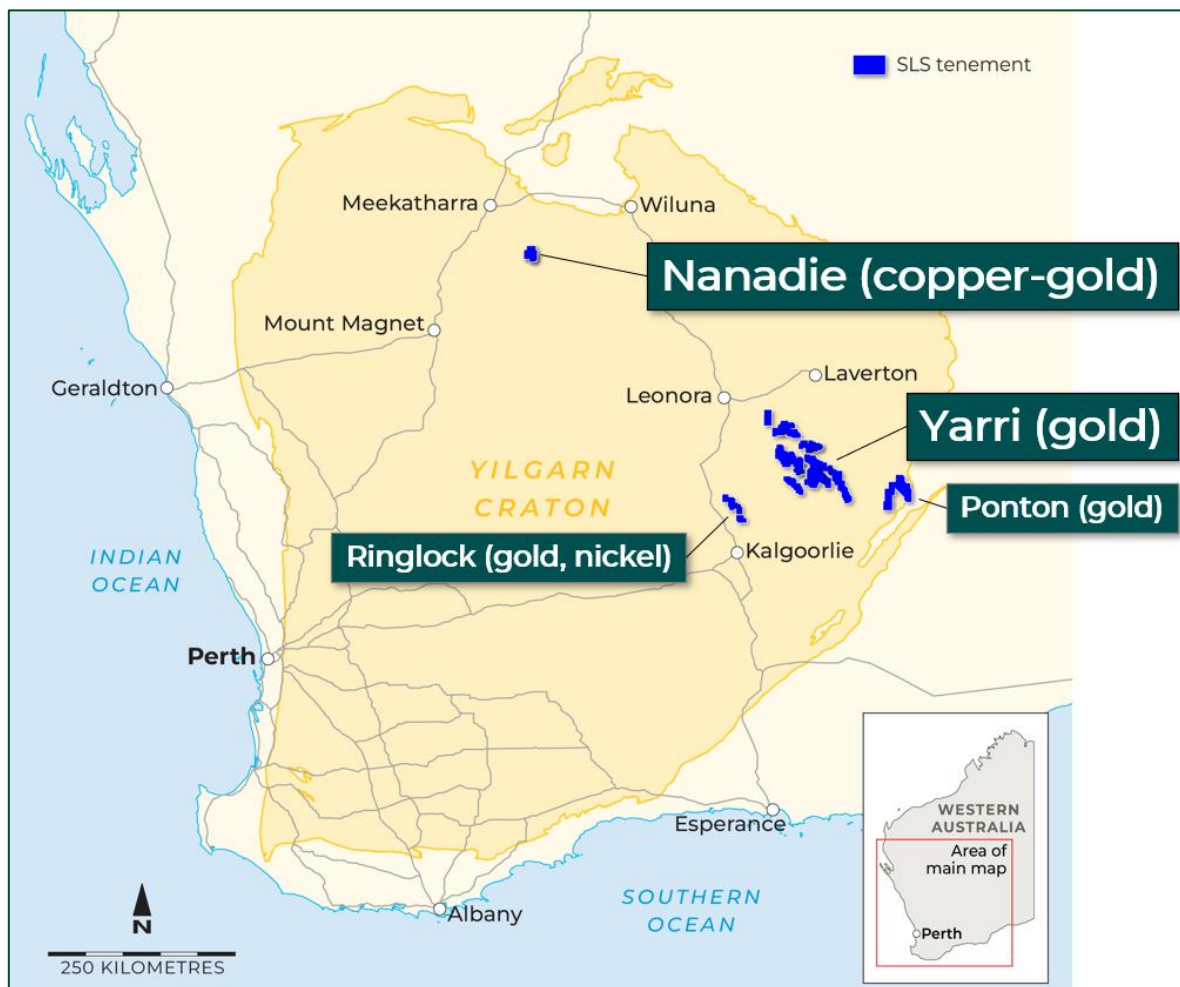 SLS tenement
Meekatharra
Wiluna
Nanadie (copper-gold)
Mount Magnet
Geraldton
Laverton
Leonora
Yarri (gold)
YILGARN
CRATON
Ponton (gold)
Ringlock (gold, nickel)
Kalgoorlie
INDIAN
OCEAN
Perth
Esperance
WESTERN
AUSTRALIA
Area of
main map
Perth
SOUTHERN
OCEAN
Albany
N
250 KILOMETRES